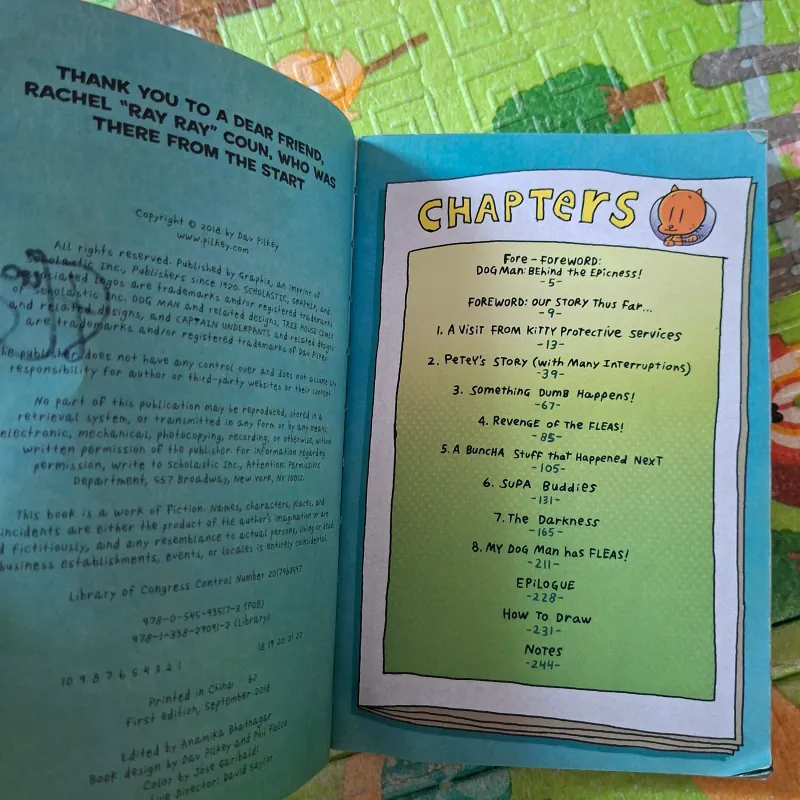 THANK YOU TO A DEAR FRIEND,
RACHEL "RAY RAY" COUN, WHO WAS
THERE FROM THE START
Copyright © 2018 by Dav Pilkey
www.pilkey.com
All rights reserved. Published by Graphix, an imprint of
Scholastic Inc., Publishers since 1920. SCHOLASTIC, GRAPHIX, and
associated logos are trademarks and/or registered trademarks
of Scholastic Inc. DOG MAN and related designs, TREE HOUSE COMIX
and related designs, and CAPTAIN UNDERPANTS and related designs
are trademarks and/or registered trademarks of Dav Pilkey.
The publisher does not have any control over and does not assume any
responsibility for author or third-party websites or their content.
No part of this publication may be reproduced, stored in a
retrieval system, or transmitted in any form or by any means,
electronic, mechanical, photocopying, recording, or otherwise, without
written permission of the publisher. For information regarding
permission, write to Scholastic Inc., Attention: Permissions
Department, 557 Broadway, New York, NY 10012.
This book is a work of fiction. Names, characters, places, and
incidents are either the product of the author's imagination or are
fictitiously, and any resemblance to actual persons, living or dead,
business establishments, events, or locales is entirely coincidental.
Library of Congress Control Number
978-0-545-93517-3 (POB)
978-1-338-29091-2 (Library)
10 9 8 7 6 5 4 3 2 1 18 19 20 21 22
Printed in China 62
First edition, September 2018
Edited by Anamika Bhatnagar
Book design by Dav Pilkey and Phil Falco
Color by Jose Garibaldi
Director: David Saylor
CHAPTERS
Fore-Foreword:
DOG MAN: Behind the Epicness!
-5-
FOREWORD: Our Story Thus Far...
-9-
1. A Visit From Kitty Protective Services
-13-
2. Petey's Story (with Many Interruptions)
-39-
3. Something Dumb Happens!
-67-
4. Revenge of the FLEAS!
-85-
5. A Buncha Stuff that Happened Next
-105-
6. Supa Buddies
-131-
7. The Darkness
-165-
8. My Dog Man has FLEAS!
-211-
EPILOGUE
-228-
How To Draw
-231-
Notes
-244-